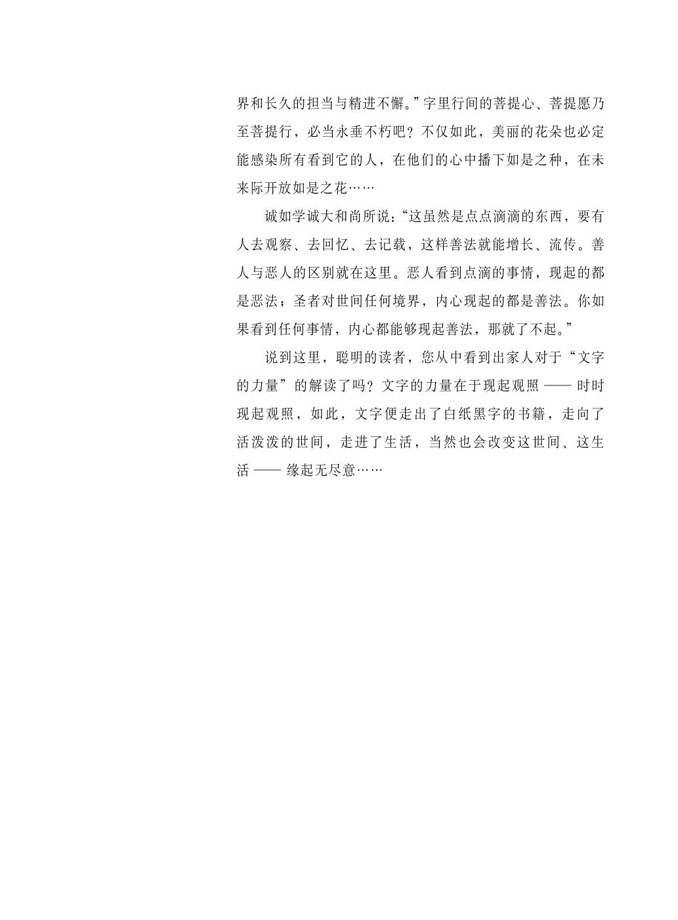 界和长久的担当与精进不懈。”字里行间的菩提心、菩提愿乃
至菩提行，必当永垂不朽吧？不仅如此，美丽的花朵也必定
能感染所有看到它的人，在他们的心中播下如是之种，在未
来际开放如是之花……
诚如学诚大和尚所说：“这虽然是点点滴滴的东西，要有
人去观察、去回忆、去记载，这样善法就能增长、流传。善
人与恶人的区别就在这里。恶人看到点滴的事情，现起的都
是恶法；圣者对世间任何境界，内心现起的都是善法。你如
果看到任何事情，内心都能够现起善法，那就了不起。”
说到这里，聪明的读者，您从中看到出家人对于“文字
的力量”的解读了吗？文字的力量在于现起观照 —— 时时
现起观照，如此，文字便走出了白纸黑字的书籍，走向了
活泼泼的世间，走进了生活，当然也会改变这世间、这生
活 —— 缘起无尽意……